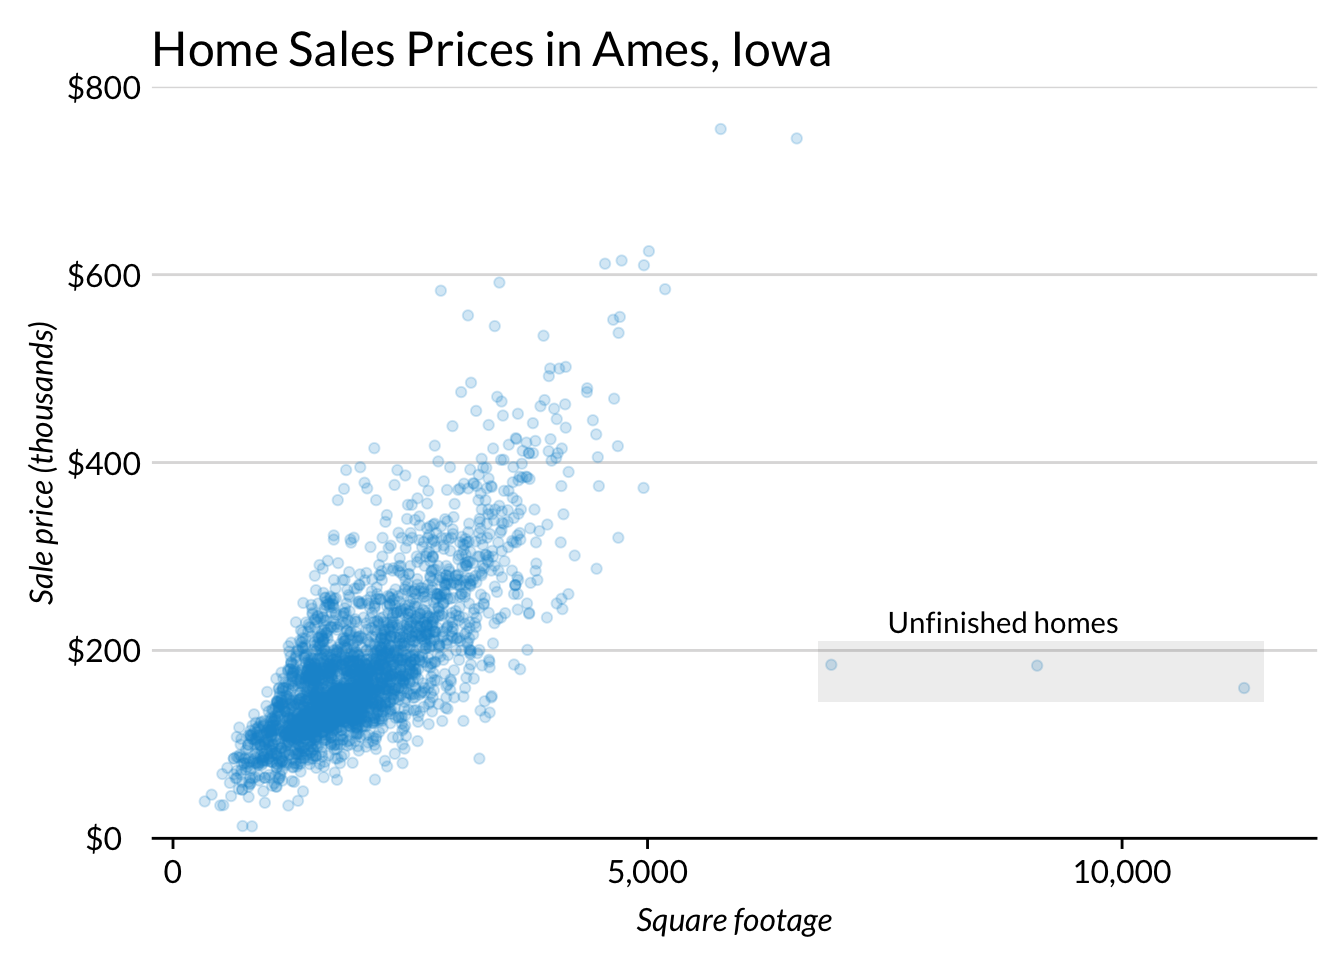 Home Sales Prices in Ames, Iowa
$800
$600
$400
$200
$0
Sale price (thousands)
Unfinished homes
0 5,000 10,000
Square footage